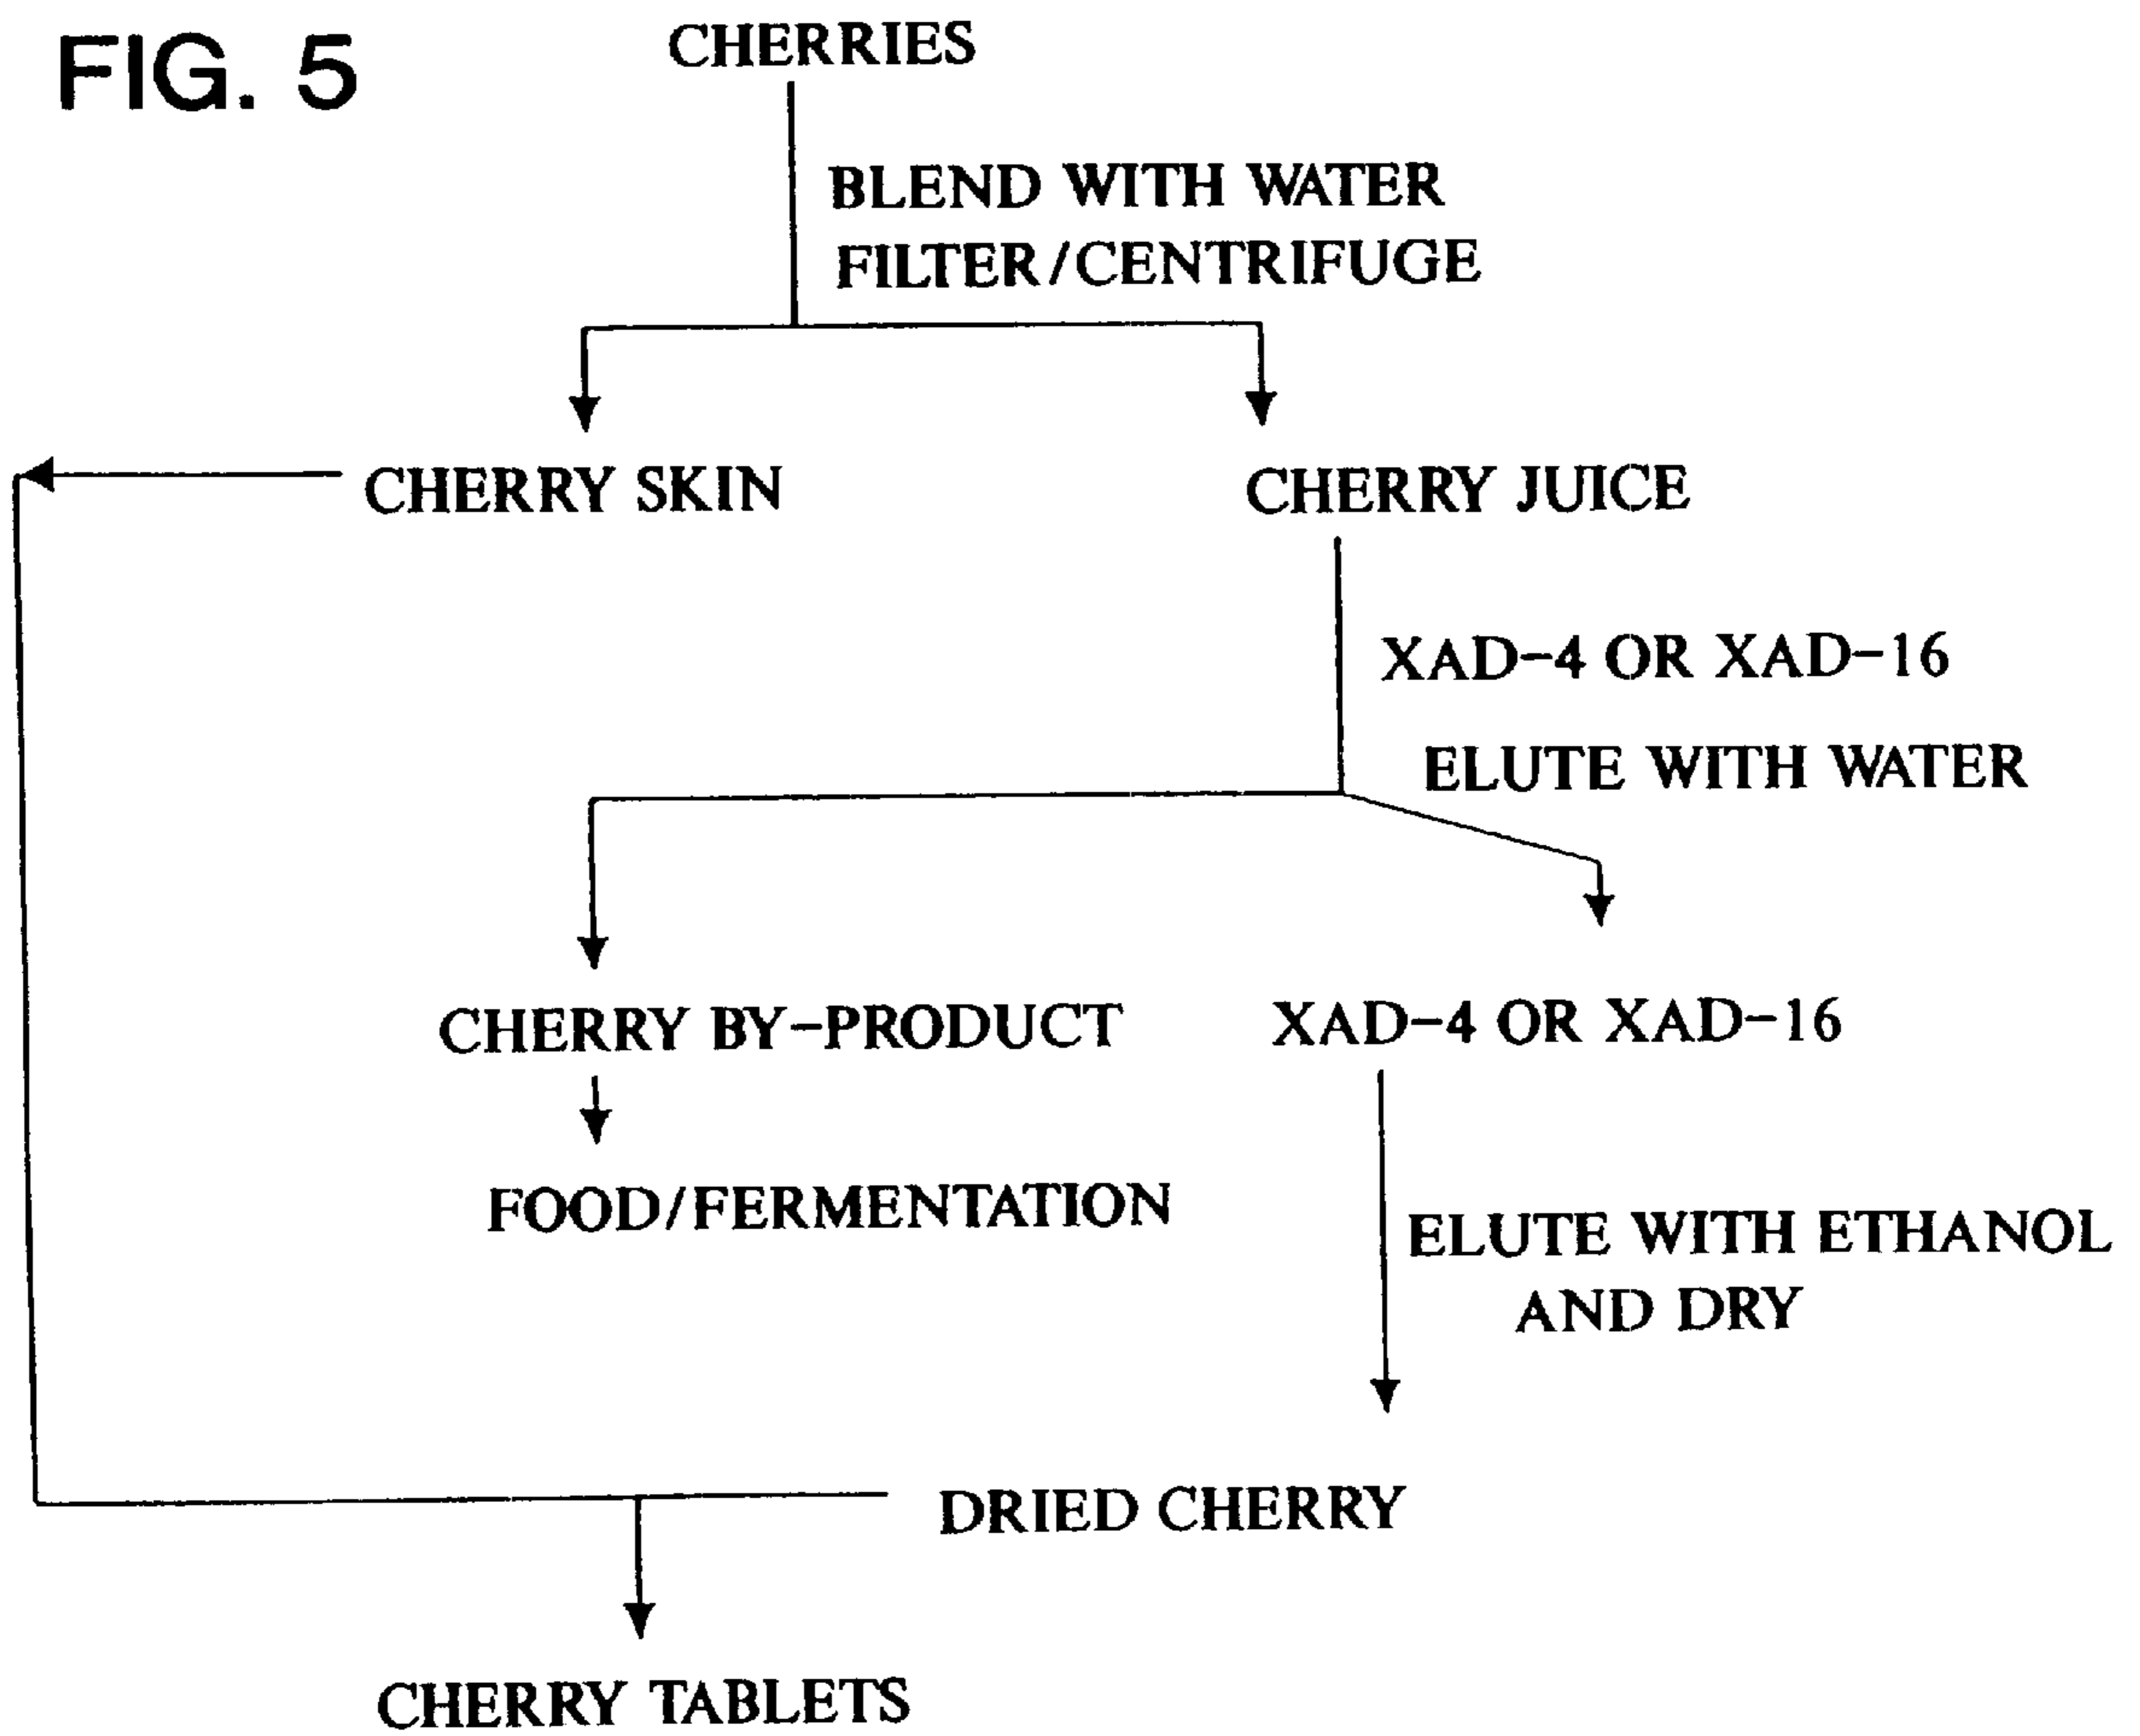 FIG. 5
CHERRIES
BLEND WITH WATER
FILTER/CENTRIFUGE
CHERRY SKIN
CHERRY JUICE
XAD-4 OR XAD-16
ELUTE WITH WATER
CHERRY BY-PRODUCT
XAD-4 OR XAD-16
FOOD/FERMENTATION
ELUTE WITH ETHANOL
AND DRY
DRIED CHERRY
CHERRY TABLETS